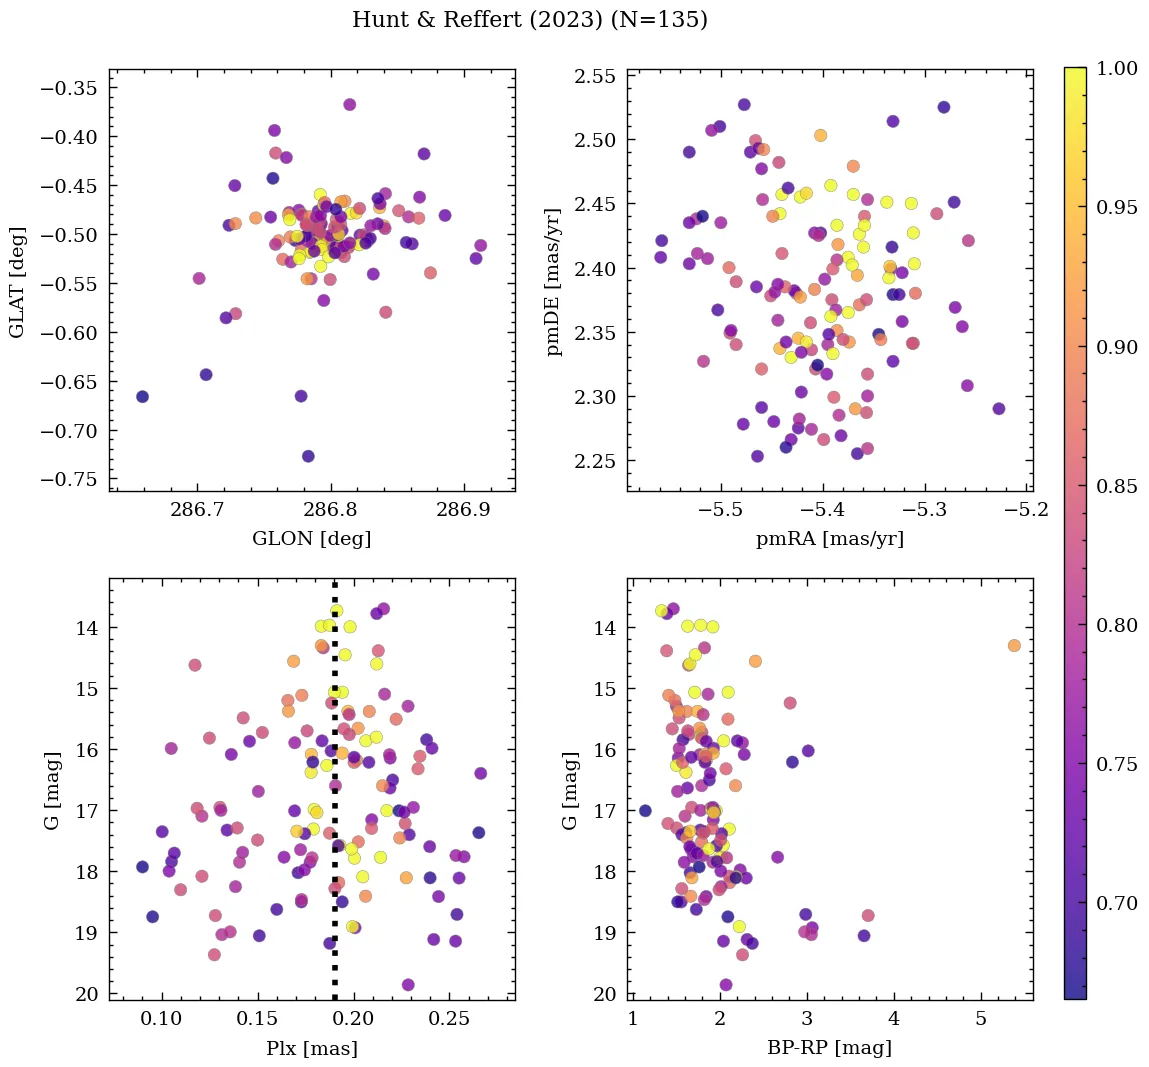 Hunt & Reffert (2023) (N=135)
−0.35
−0.40
−0.45
−0.50
−0.55
−0.60
−0.65
−0.70
−0.75
GLAT [deg]
286.7 286.8 286.9
GLON [deg]
2.55
2.50
2.45
2.40
2.35
2.30
2.25
pmDE [mas/yr]
−5.5 −5.4 −5.3 −5.2
pmRA [mas/yr]
14
15
16
17
18
19
20
G [mag]
0.10 0.15 0.20 0.25
Plx [mas]
14
15
16
17
18
19
20
G [mag]
1 2 3 4 5
BP-RP [mag]
1.00
0.95
0.90
0.85
0.80
0.75
0.70